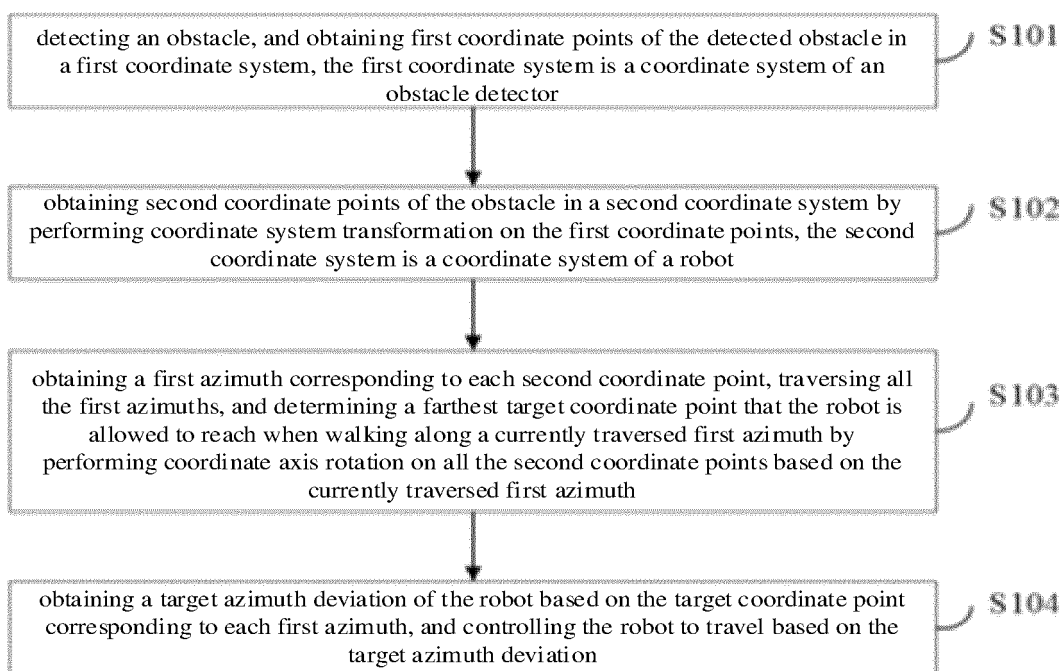 detecting an obstacle, and obtaining first coordinate points of the detected obstacle in
a first coordinate system, the first coordinate system is a coordinate system of an
obstacle detector
S101
obtaining second coordinate points of the obstacle in a second coordinate system by
performing coordinate system transformation on the first coordinate points, the second
coordinate system is a coordinate system of a robot
S102
obtaining a first azimuth corresponding to each second coordinate point, traversing all
the first azimuths, and determining a farthest target coordinate point that the robot is
allowed to reach when walking along a currently traversed first azimuth by
performing coordinate axis rotation on all the second coordinate points based on the
currently traversed first azimuth
S103
obtaining a target azimuth deviation of the robot based on the target coordinate point
corresponding to each first azimuth, and controlling the robot to travel based on the
target azimuth deviation
S104